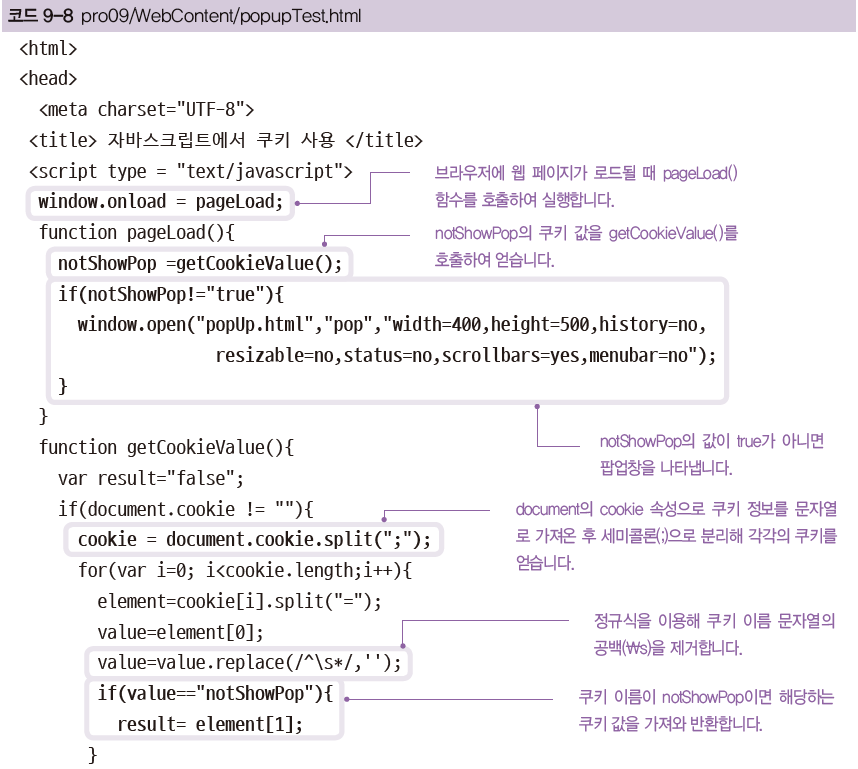 코드 9-8 pro09/WebContent/popupTest.html
<html>
<head>
<meta charset="UTF-8">
<title> 자바스크립트에서 쿠키 사용 </title>
<script type = "text/javascript">
브라우저에 웹 페이지가 로드될 때 pageLoad()
함수를 호출하여 실행합니다.
window.onload = pageLoad;
function pageLoad(){
notShowPop의 쿠키 값을 getCookieValue()를
호출하여 얻습니다.
notShowPop =getCookieValue();
if(notShowPop!="true"){
window.open("popUp.html","pop","width=400,height=500,history=no,
resizable=no,status=no,scrollbars=yes,menubar=no");
}
}
notShowPop의 값이 true가 아니면
팝업창을 나타냅니다.
function getCookieValue(){
var result="false";
if(document.cookie != ""){
document의 cookie 속성으로 쿠키 정보를 문자열
로 가져온 후 세미콜론(;)으로 분리해 각각의 쿠키를
얻습니다.
cookie = document.cookie.split(";");
for(var i=0; i<cookie.length;i++){
element=cookie[i].split("=");
value=element[0];
정규식을 이용해 쿠키 이름 문자열의
공백(₩s)을 제거합니다.
value=value.replace(/^\s*/,'');
if(value=="notShowPop"){
쿠키 이름이 notShowPop이면 해당하는
쿠키 값을 가져와 반환합니다.
result= element[1];
}